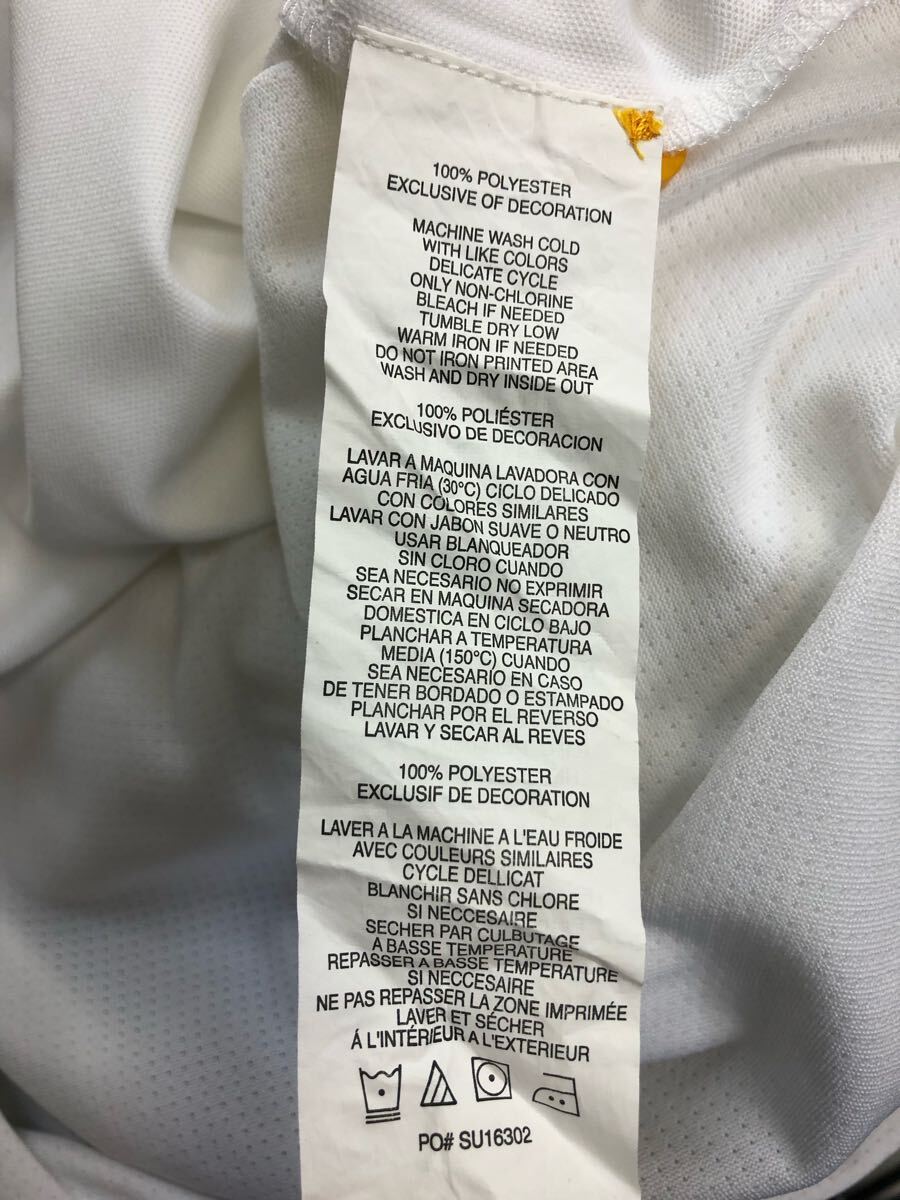 100% POLYESTER
EXCLUSIVE OF DECORATION
MACHINE WASH COLD
WITH LIKE COLORS
DELICATE CYCLE
ONLY NON-CHLORINE
BLEACH IF NEEDED
TUMBLE DRY LOW
WARM IRON IF NEEDED
DO NOT IRON PRINTED AREA
WASH AND DRY INSIDE OUT
100% POLIÉSTER
EXCLUSIVO DE DECORACION
LAVAR A MAQUINA LAVADORA CON
AGUA FRIA (30°C) CICLO DELICADO
CON COLORES SIMILARES
LAVAR CON JABON SUAVE O NEUTRO
USAR BLANQUEADOR
SIN CLORO CUANDO
SEA NECESARIO NO EXPRIMIR
SECAR EN MAQUINA SECADORA
DOMESTICA EN CICLO BAJO
PLANCHAR A TEMPERATURA
MEDIA (150°C) CUANDO
SEA NECESARIO EN CASO
DE TENER BORDADO O ESTAMPADO
PLANCHAR POR EL REVERSO
LAVAR Y SECAR AL REVES
100% POLYESTER
EXCLUSIF DE DECORATION
LAVER A LA MACHINE A L'EAU FROIDE
AVEC COULEURS SIMILAIRES
CYCLE DELLICAT
BLANCHIR SANS CHLORE
SI NECCESAIRE
SECHER PAR CULBUTAGE
A BASSE TEMPERATURE
REPASSER A BASSE TEMPERATURE
SI NECCESAIRE
NE PAS REPASSER LA ZONE IMPRIMÉE
LAVER ET SÉCHER
Á L'INTÉRIEUR A L'EXTERIEUR
PO# SU16302